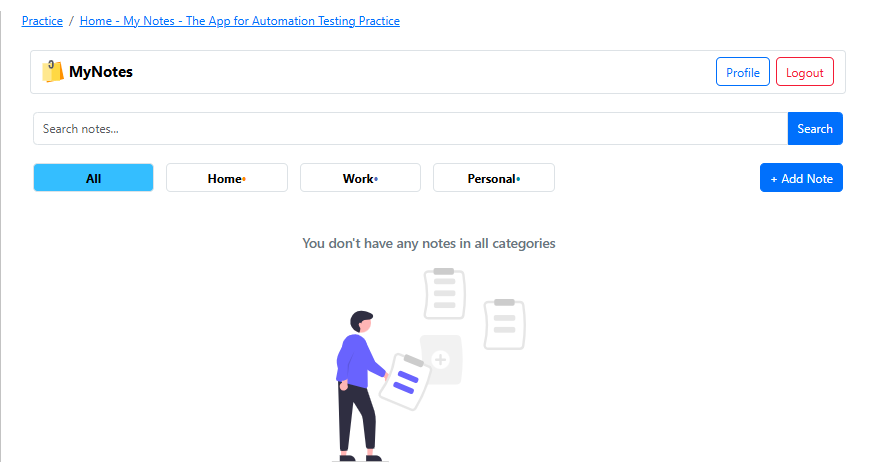 Practice / Home - My Notes - The App for Automation Testing Practice
MyNotes
Profile
Logout
Search notes...
Search
All
Home
Work
Personal
+ Add Note
You don't have any notes in all categories